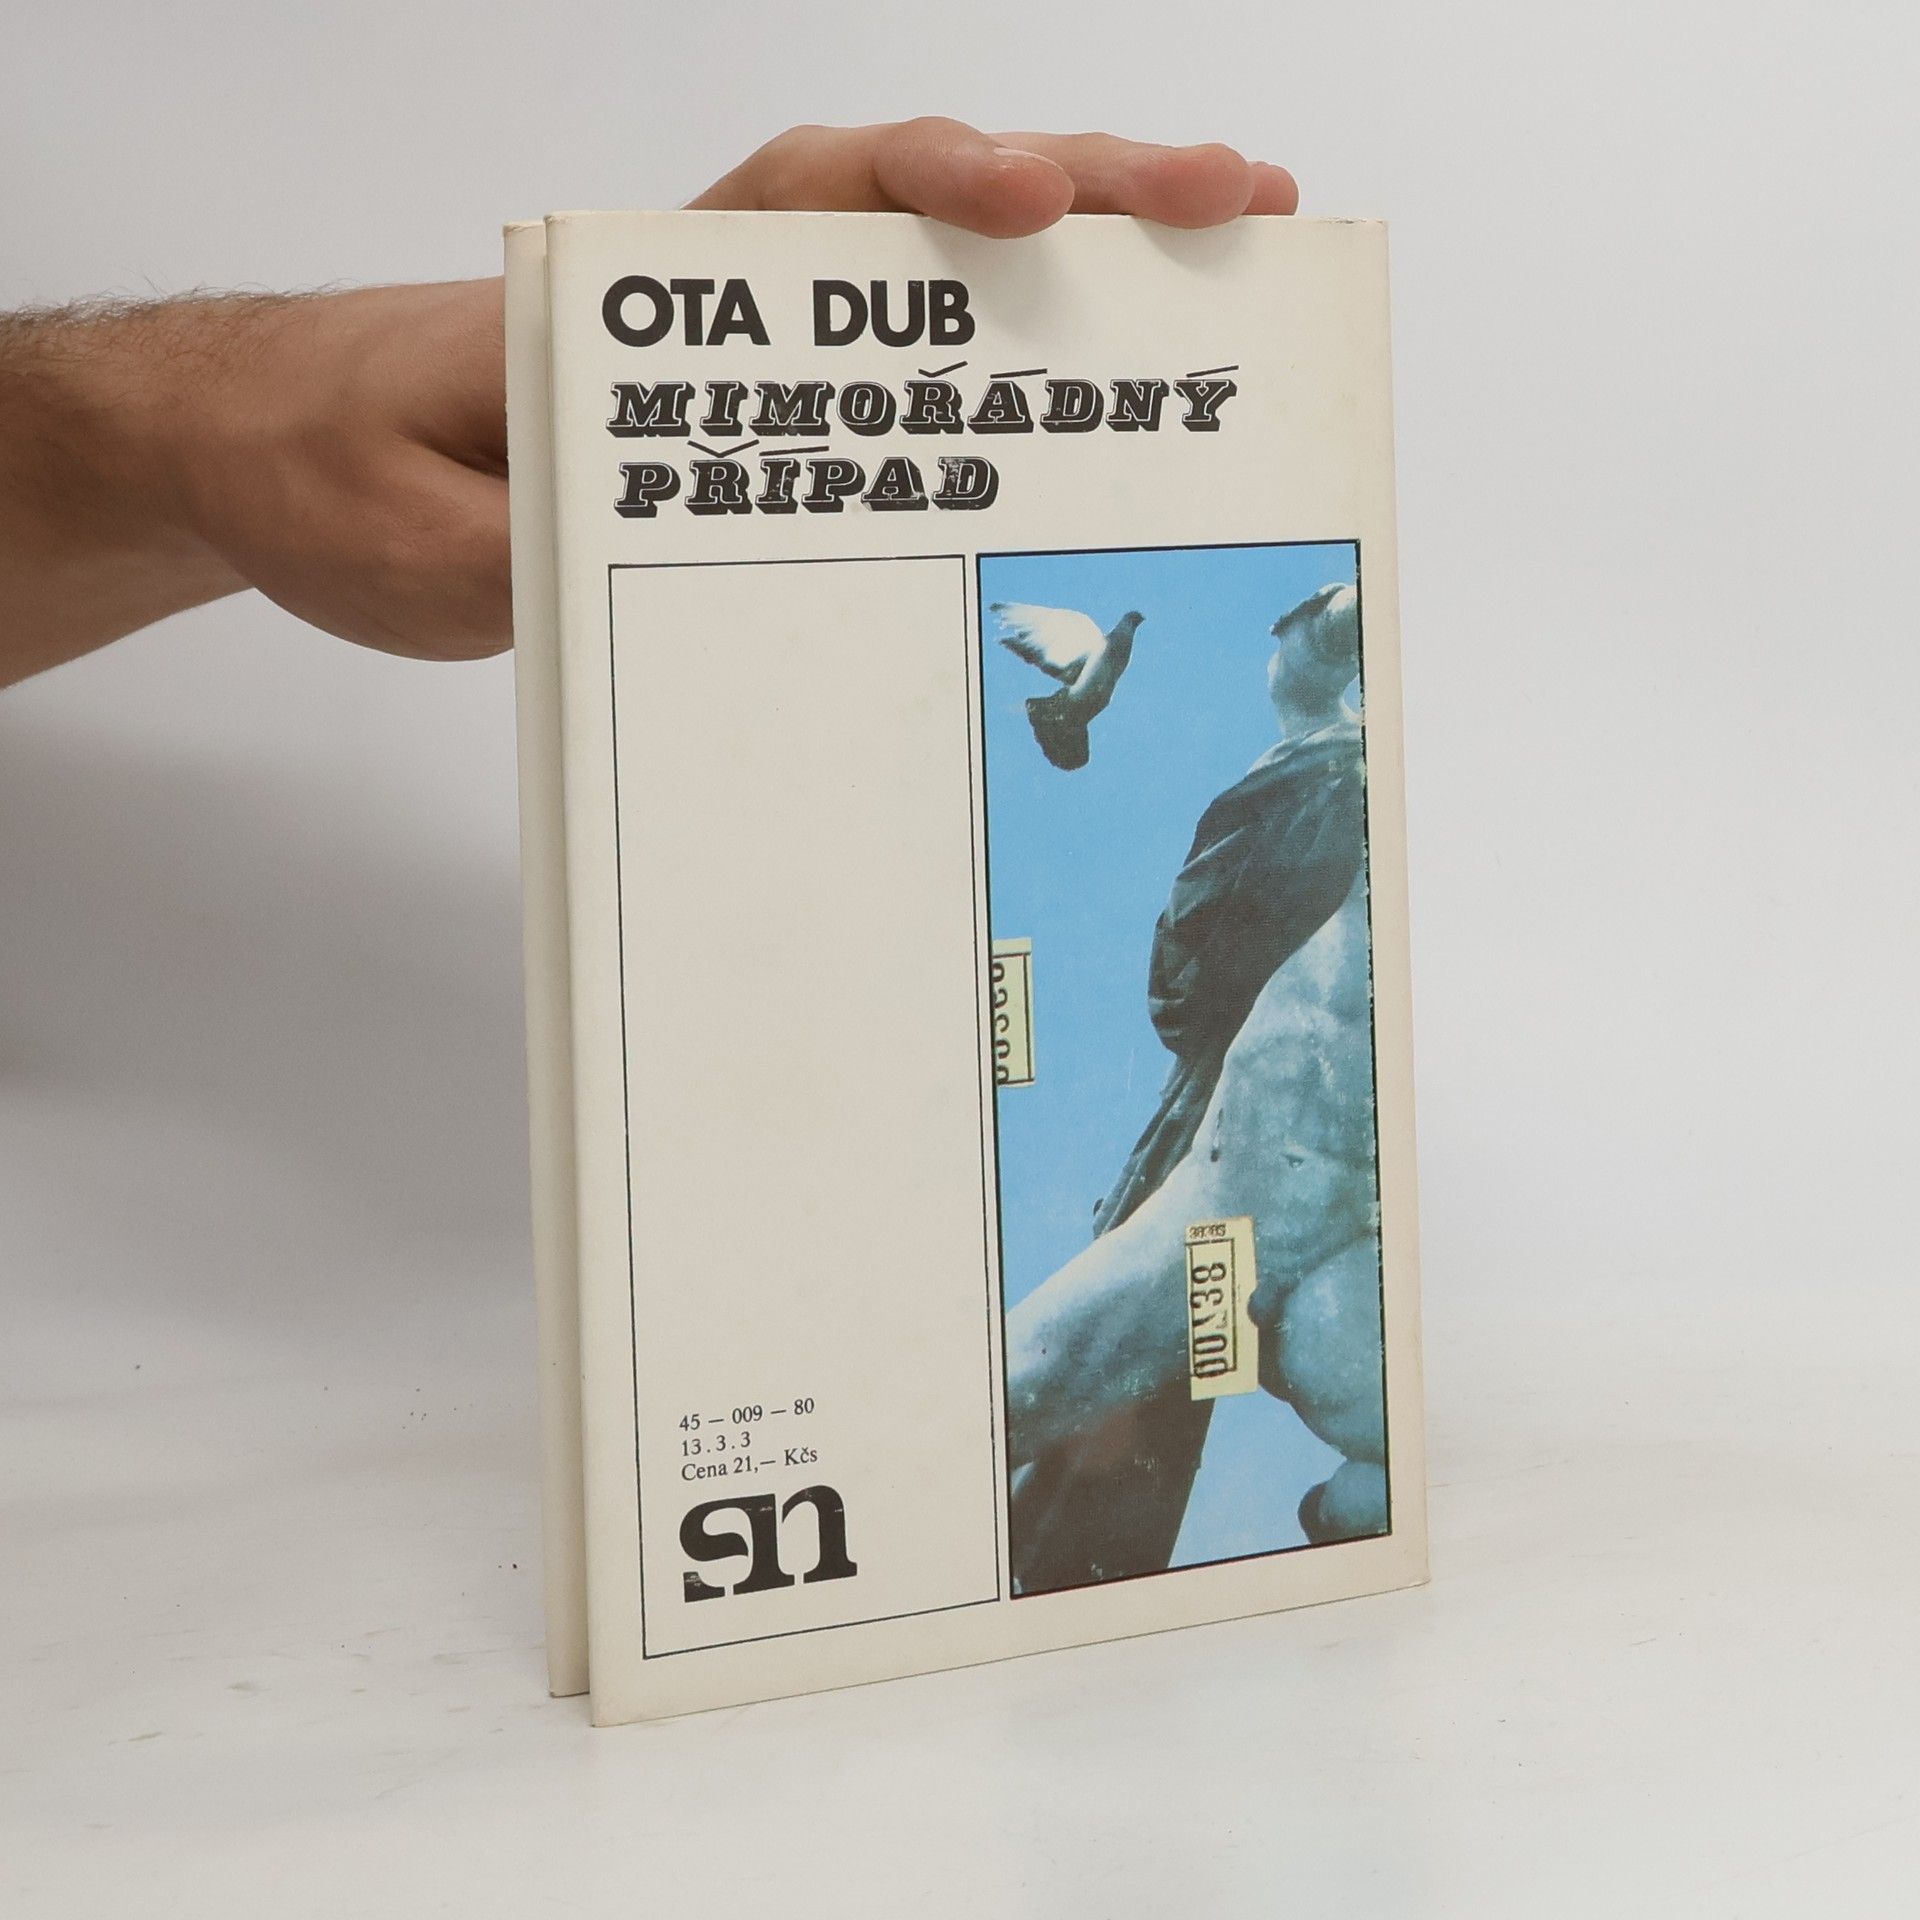 OTA DUB
MIMOŘÁDNÝ
PŘÍPAD
45 — 009 — 80
13.3.3
Cena 21,— Kčs
sn